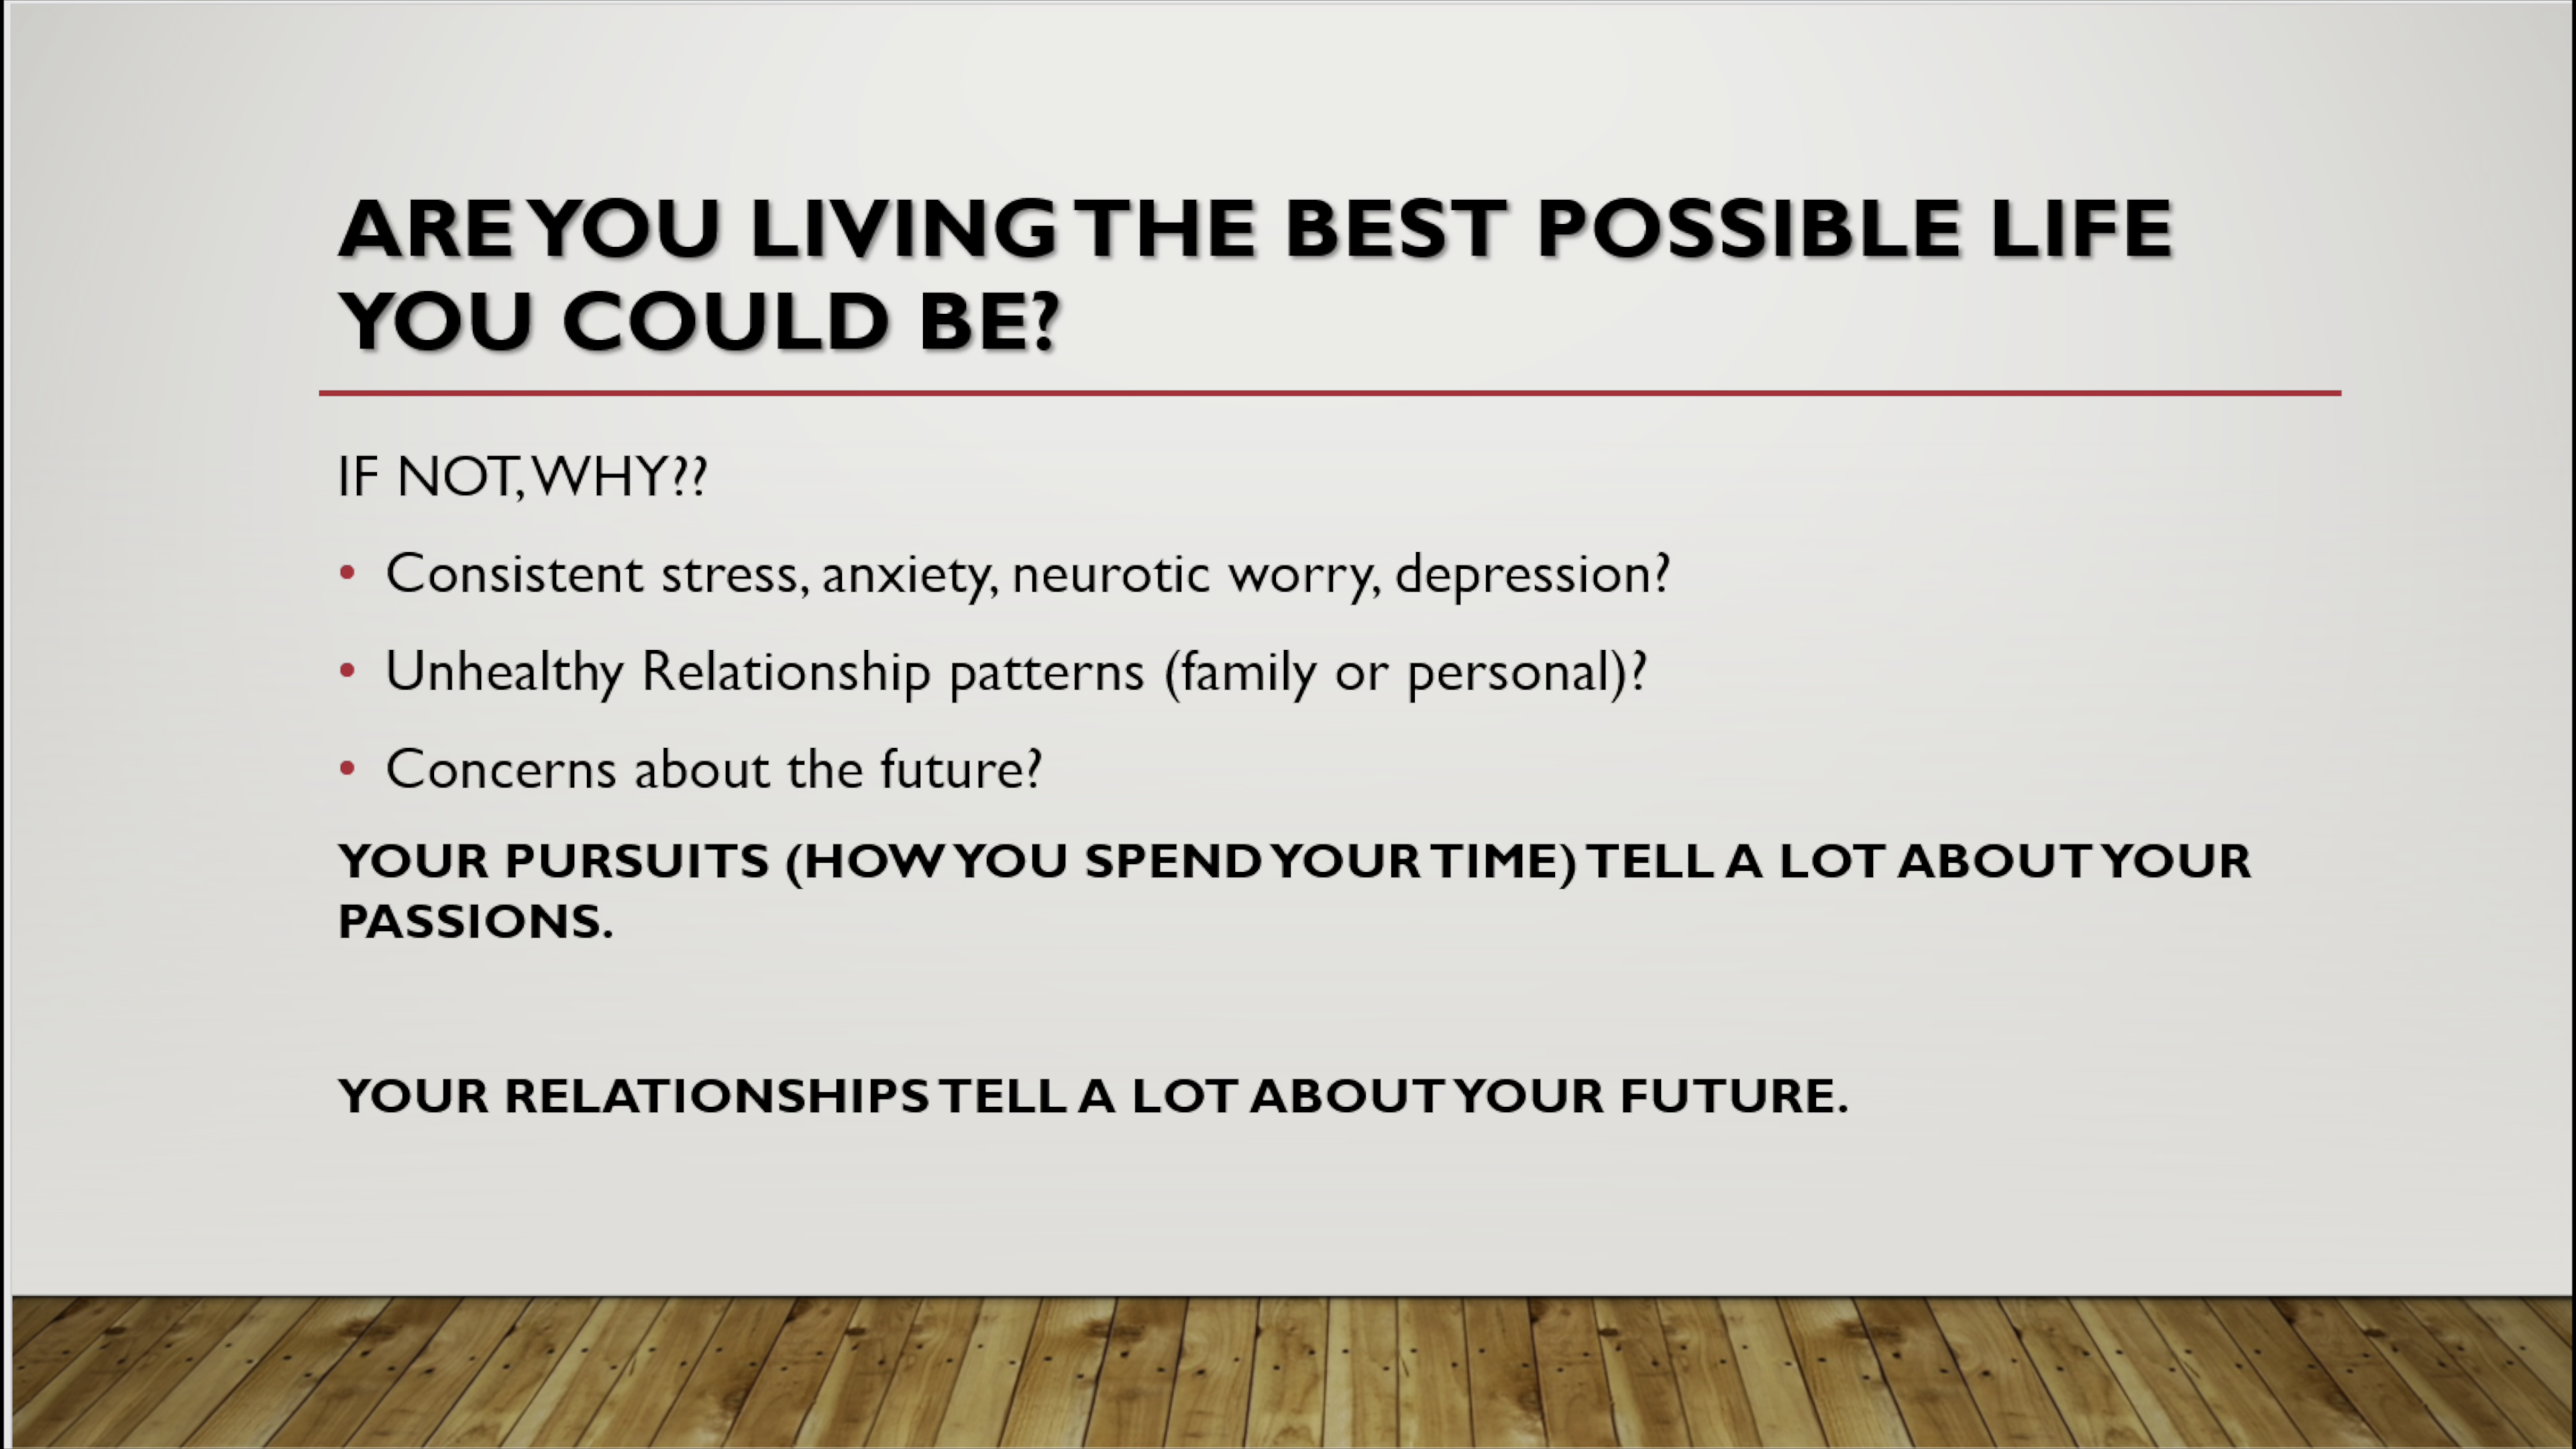 ARE YOU LIVING THE BEST POSSIBLE LIFE
YOU COULD BE?
IF NOT, WHY??
• Consistent stress, anxiety, neurotic worry, depression?
• Unhealthy Relationship patterns (family or personal)?
• Concerns about the future?
YOUR PURSUITS (HOW YOU SPEND YOUR TIME) TELL A LOT ABOUT YOUR
PASSIONS.
YOUR RELATIONSHIPS TELL A LOT ABOUT YOUR FUTURE.